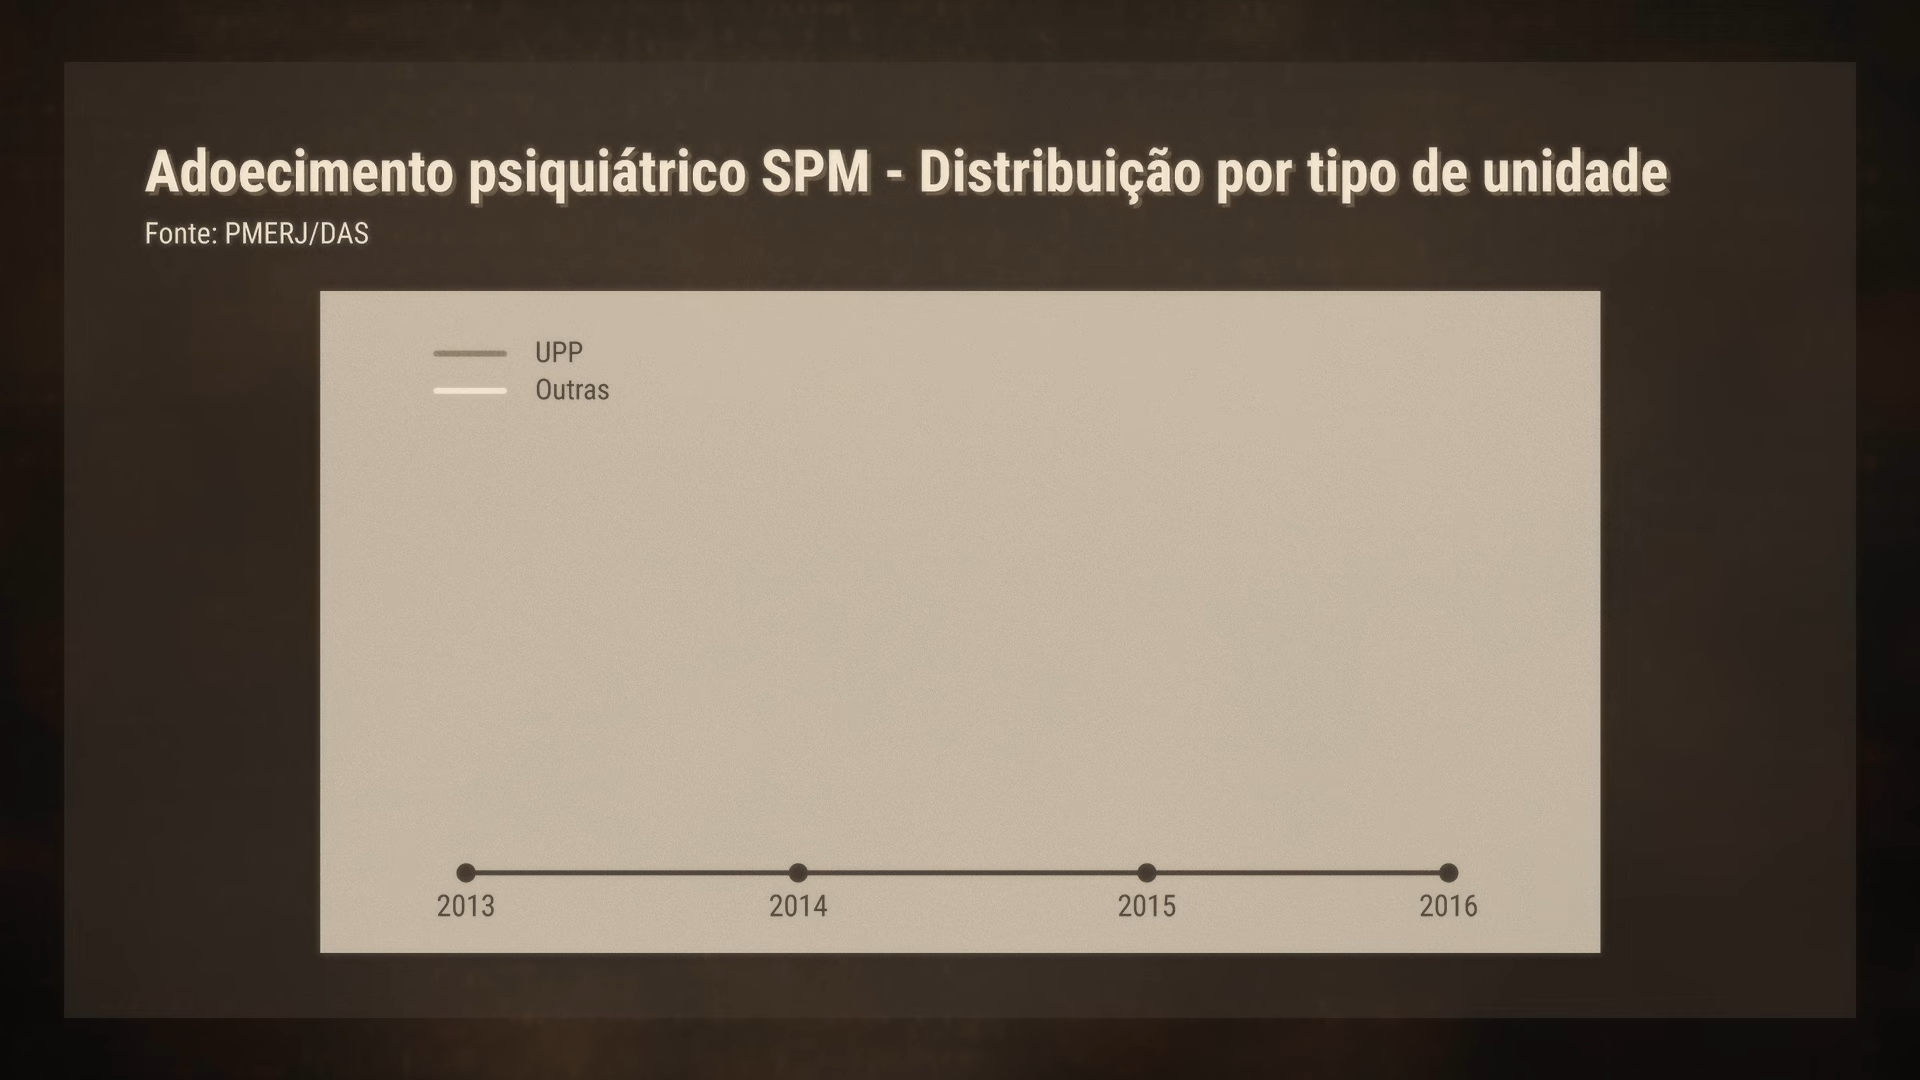 Adoecimento psiquiátrico SPM - Distribuição por tipo de unidade
Fonte: PMERJ/DAS
UPP
Outras
2013 2014 2015 2016